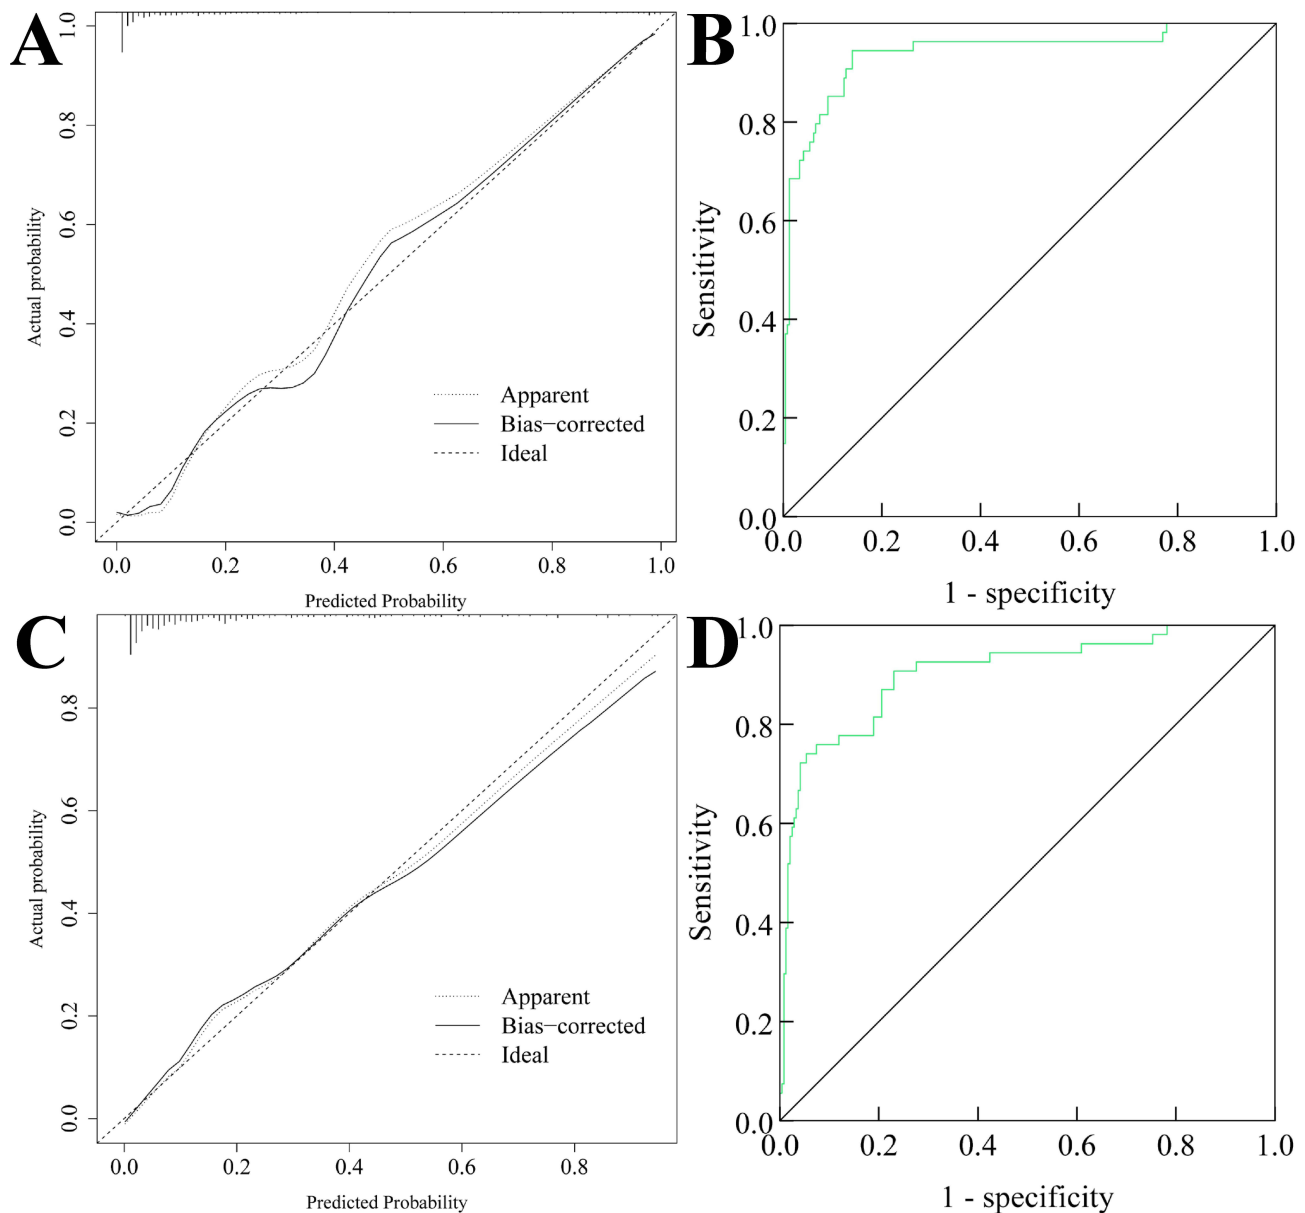 A
1.0
0.8
0.6
0.4
0.2
0.0
Actual probability
Apparent
Bias-corrected
Ideal
0.0 0.2 0.4 0.6 0.8 1.0
Predicted Probability
B
1.0
0.8
0.6
0.4
0.2
0.0
Sensitivity
0.0 0.2 0.4 0.6 0.8 1.0
1 - specificity
C
0.8
0.6
0.4
0.2
0.0
Actual probability
Apparent
Bias-corrected
Ideal
0.0 0.2 0.4 0.6 0.8
Predicted Probability
D
1.0
0.8
0.6
0.4
0.2
0.0
Sensitivity
0.0 0.2 0.4 0.6 0.8 1.0
1 - specificity